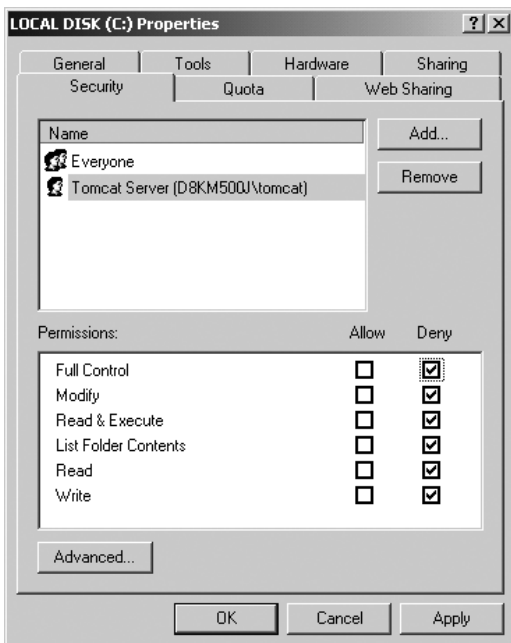 LOCAL DISK (C:) Properties ? ×
General Tools Hardware Sharing
Security Quota Web Sharing
Name
Everyone
Tomcat Server (D8KM500J\tomcat)
Add...
Remove
Permissions: Allow Deny
Full Control
Modify
Read & Execute
List Folder Contents
Read
Write
Advanced...
OK Cancel Apply